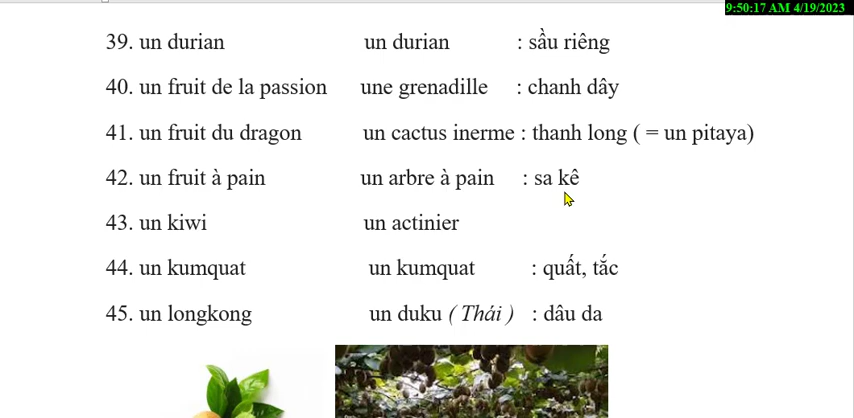 9:50:17 AM 4/19/2023
39. un durian un durian : sầu riêng
40. un fruit de la passion une grenadille : chanh dây
41. un fruit du dragon un cactus inerme : thanh long ( = un pitaya)
42. un fruit à pain un arbre à pain : sa kê
43. un kiwi un actinier
44. un kumquat un kumquat : quất, tắc
45. un longkong un duku ( Thái ) : dâu da